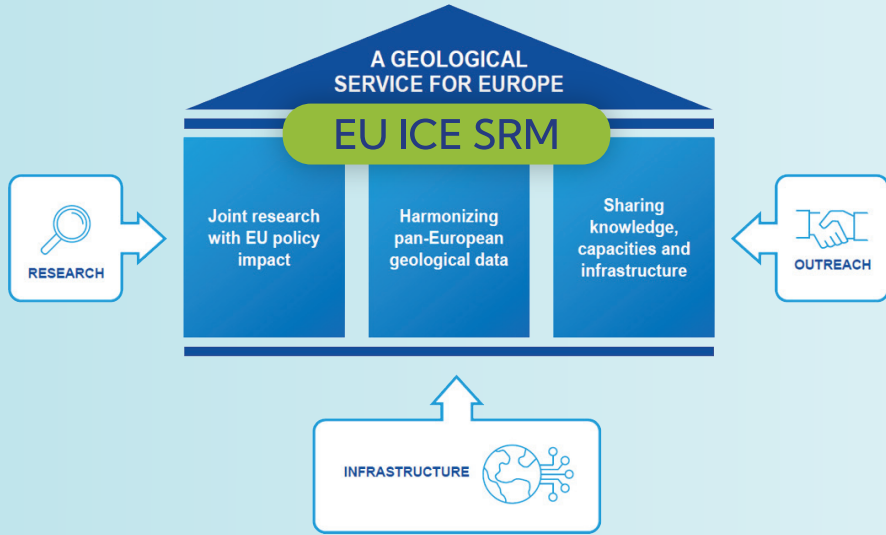 A GEOLOGICAL
SERVICE FOR EUROPE
EU ICE SRM
RESEARCH
Joint research
with EU policy
impact
Harmonizing
pan-European
geological data
Sharing
knowledge,
capacities and
infrastructure
OUTREACH
INFRASTRUCTURE